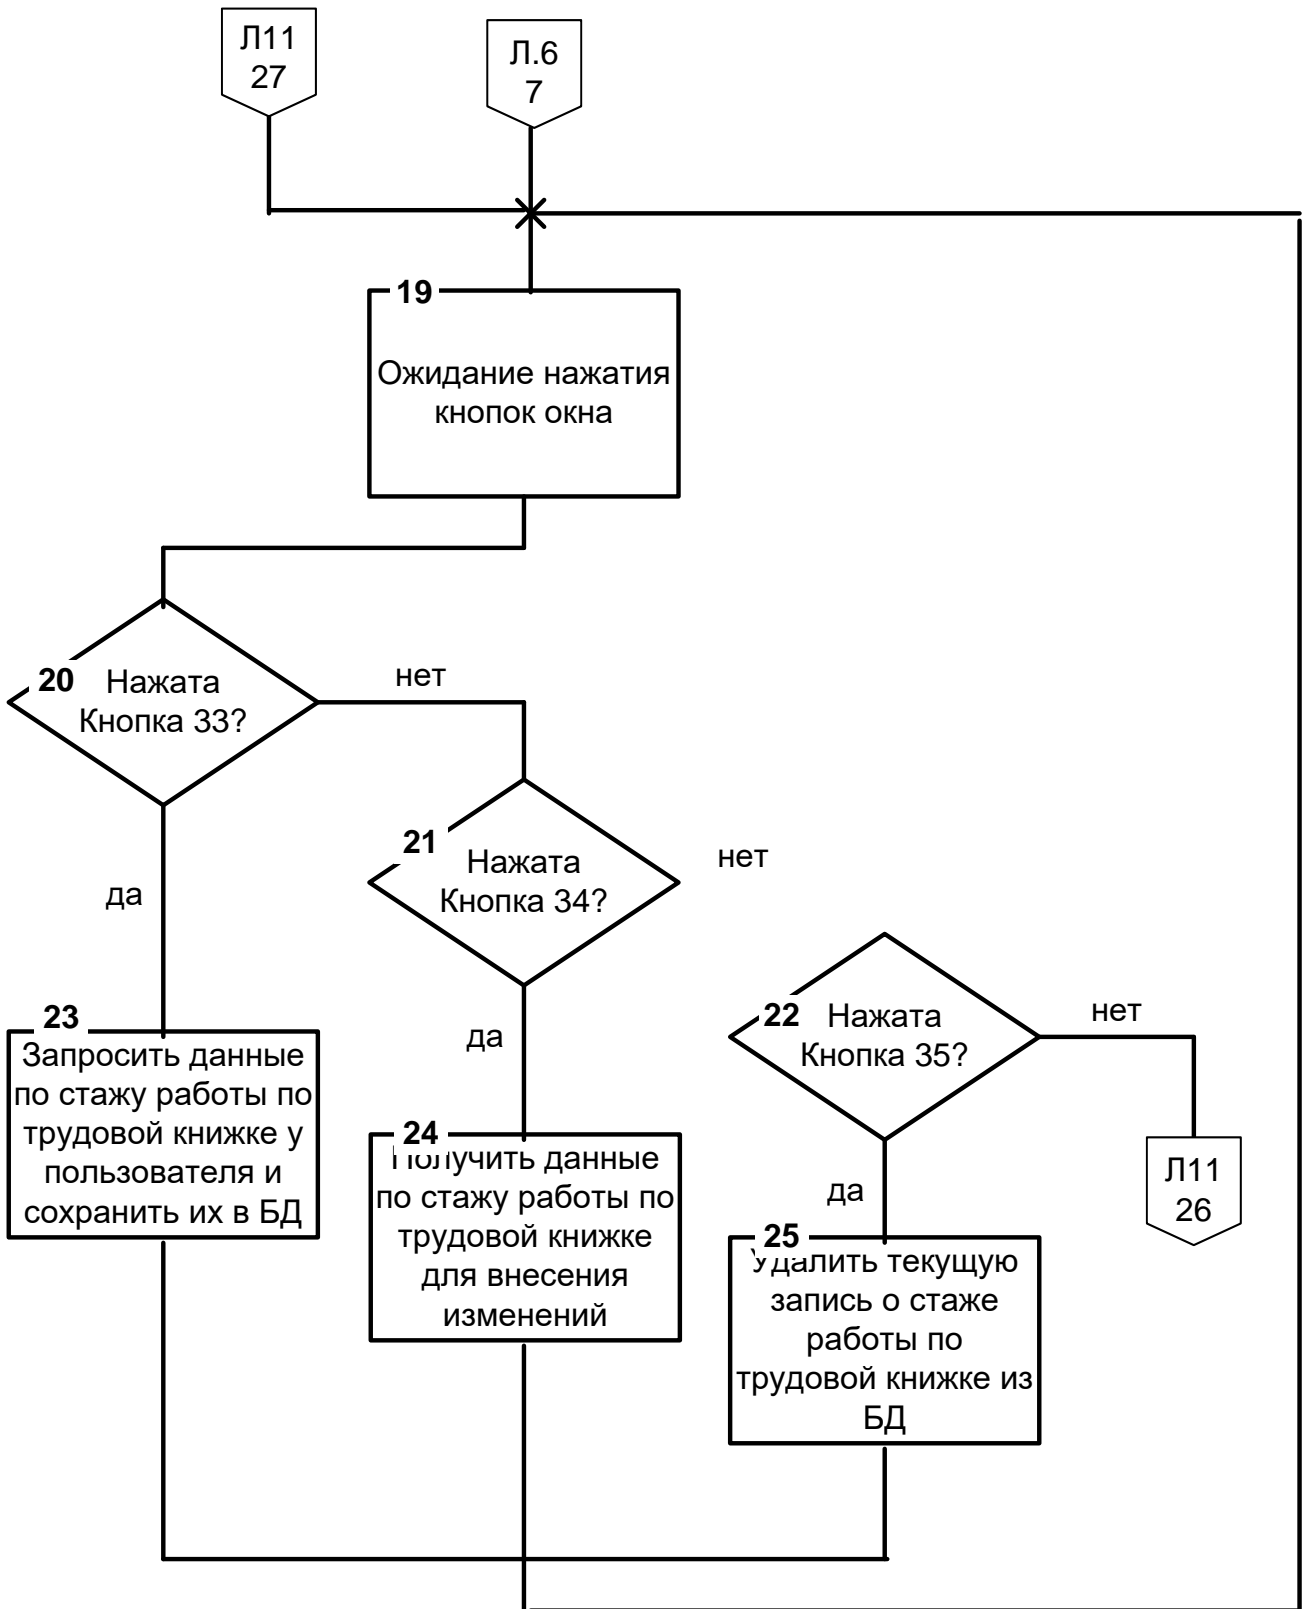 Л11
27
Л.6
7
19
Ожидание нажатия
кнопок окна
20
Нажата
Кнопка 33?
нет
21
Нажата
Кнопка 34?
нет
да
22
Нажата
Кнопка 35?
нет
23
Запросить данные
по стажу работы по
трудовой книжке у
пользователя и
сохранить их в БД
да
24
Получить данные
по стажу работы по
трудовой книжке
для внесения
изменений
да
Л11
26
25
Удалить текущую
запись о стаже
работы по
трудовой книжке из
БД